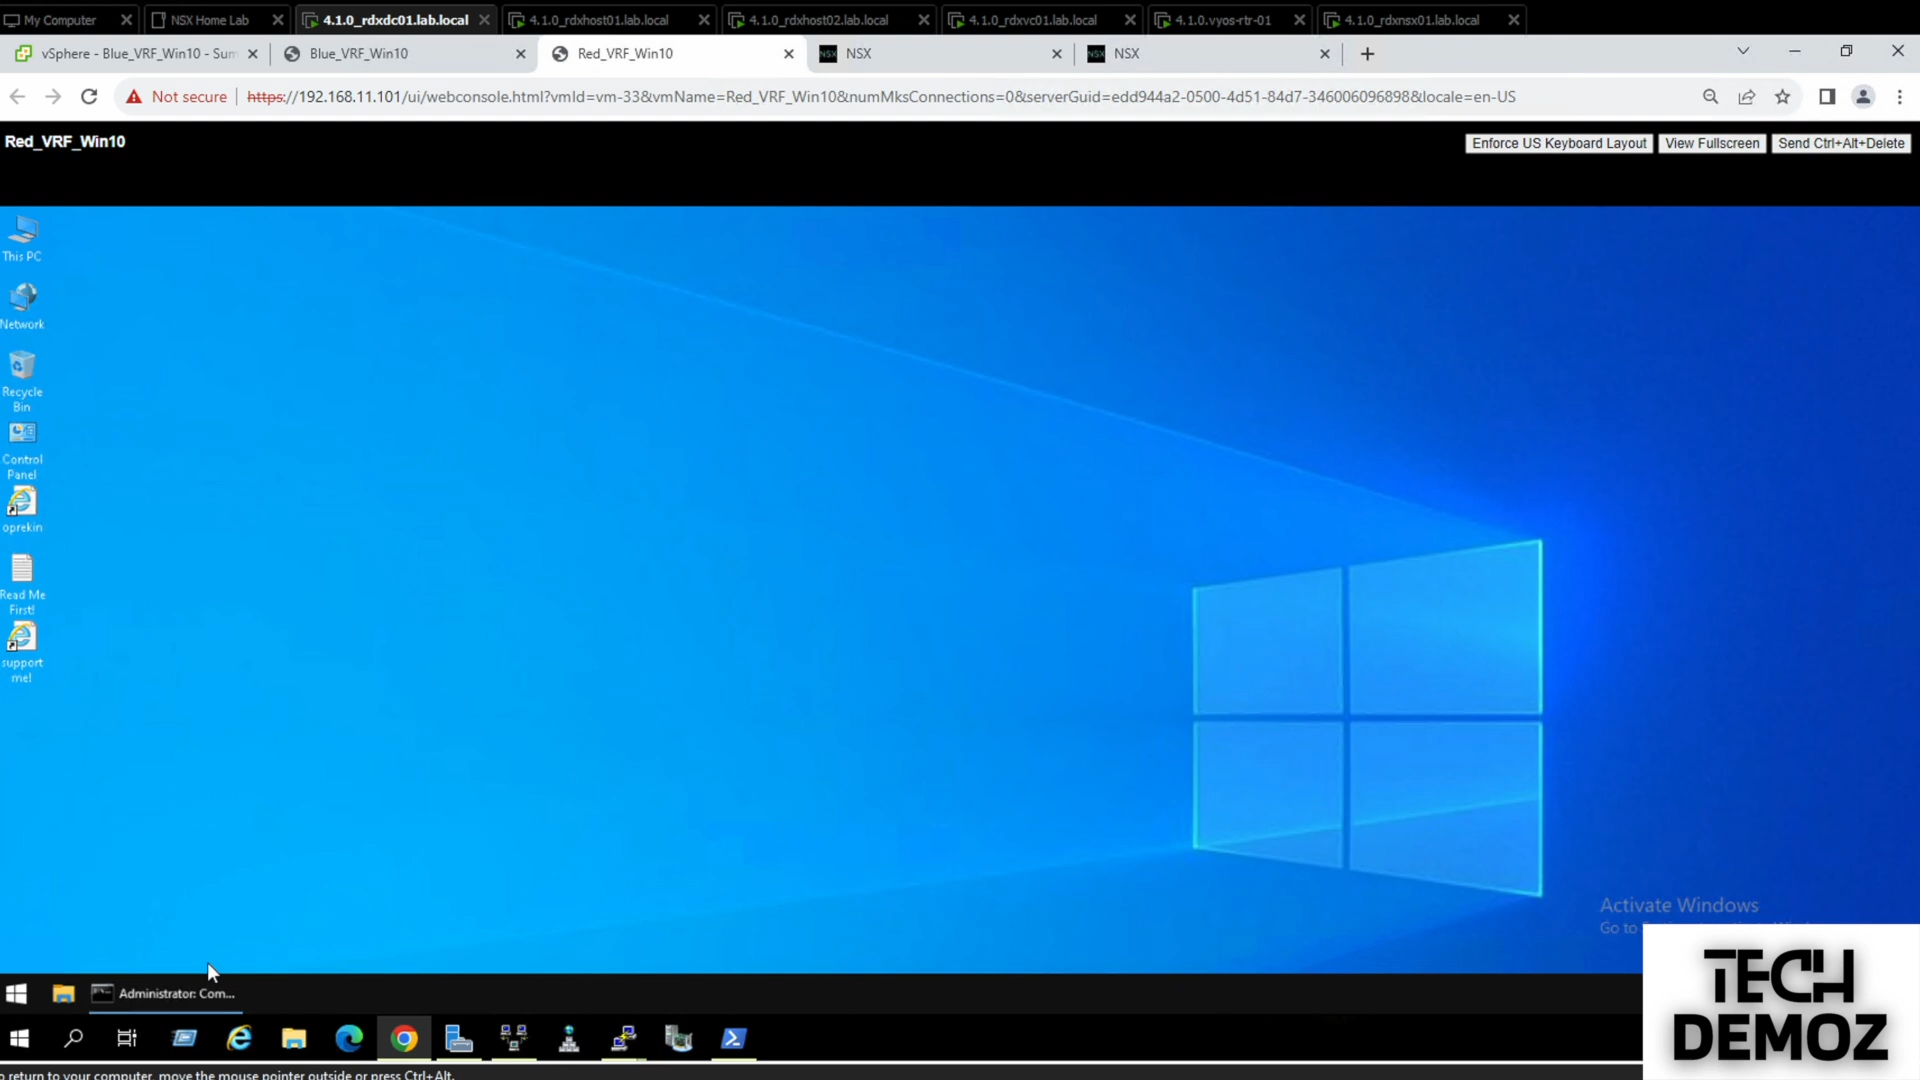 My Computer
NSX Home Lab
4.1.0_rdxdc01.lab.local
4.1.0_rdxhost01.lab.local
4.1.0_rdxhost02.lab.local
4.1.0_rdxvc01.lab.local
4.1.0.vyos-rtr-01
4.1.0_rdxnsx01.lab.local
vSphere - Blue_VRF_Win10 - Sum
Blue_VRF_Win10
Red_VRF_Win10
NSX NSX
NSX NSX
Not secure
https://192.168.11.101/ui/webconsole.html?vmId=vm-33&vmName=Red_VRF_Win10&numMksConnections=0&serverGuid=edd944a2-0500-4d51-84d7-346006096898&locale=en-US
Red_VRF_Win10
Enforce US Keyboard Layout
View Fullscreen
Send Ctrl+Alt+Delete
This PC
Network
Recycle
Bin
Control
Panel
oprekin
Read Me
First!
support
me!
Activate Windows
Go to
Administrator: Com...
TECH
DEMOZ
o return to your computer, move the mouse pointer outside or press Ctrl+Alt.